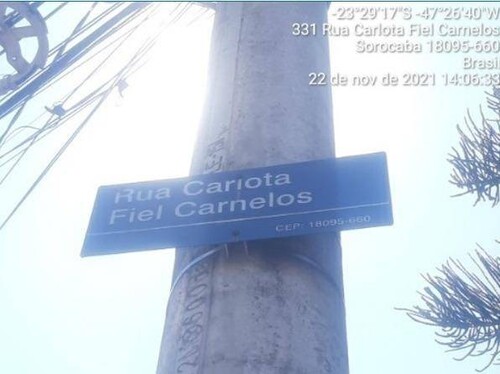 -23°29'17"S -47°26'40"W
331 Rua Carlota Fiel Carnelos
Sorocaba 18095-660
Brasil
22 de nov de 2021 14:06:33
Rua Carlota
Fiel Carnelos
CEP: 18095-660